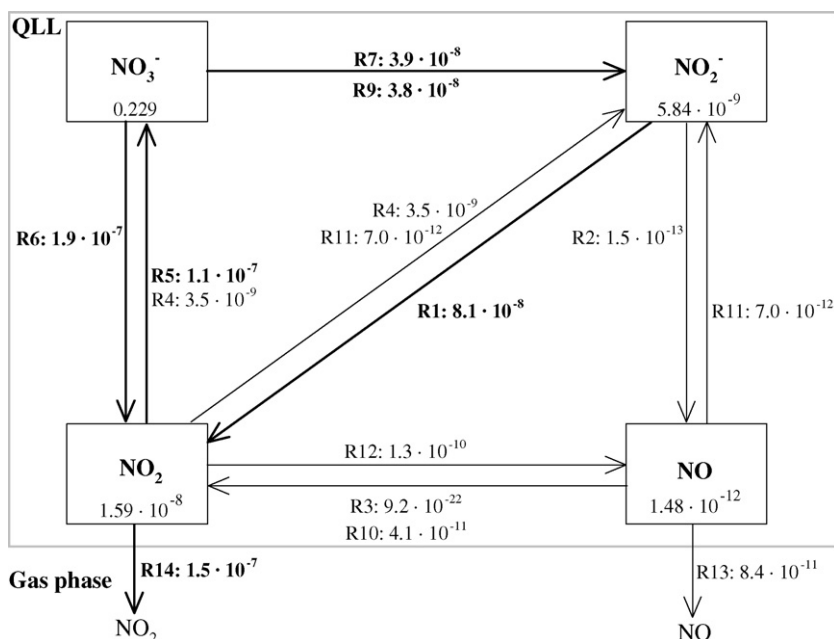 QLL
NO₃⁻
0.229
R7: 3.9 · 10⁻⁸
R9: 3.8 · 10⁻⁸
NO₂⁻
5.84 · 10⁻⁹
R4: 3.5 · 10⁻⁹
R11: 7.0 · 10⁻¹²
R6: 1.9 · 10⁻⁷
R2: 1.5 · 10⁻¹³
R5: 1.1 · 10⁻⁷
R4: 3.5 · 10⁻⁹
R1: 8.1 · 10⁻⁸
R11: 7.0 · 10⁻¹²
NO₂
1.59 · 10⁻⁸
R12: 1.3 · 10⁻¹⁰
R3: 9.2 · 10⁻²²
R10: 4.1 · 10⁻¹¹
NO
1.48 · 10⁻¹²
Gas phase
R14: 1.5 · 10⁻⁷
R13: 8.4 · 10⁻¹¹
NO₂
NO